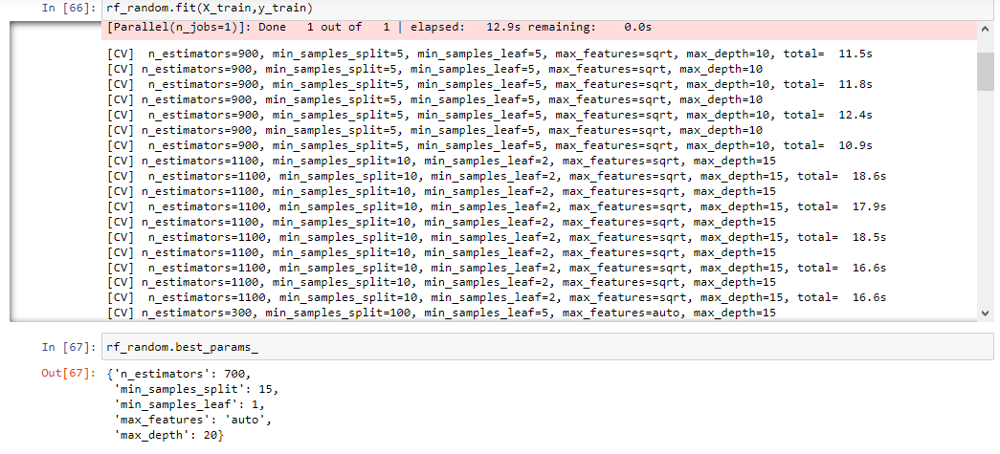 In [66]: rf_random.fit(X_train,y_train)
[Parallel(n_jobs=1)]: Done   1 out of   1 | elapsed:   12.9s remaining:    0.0s
[CV]  n_estimators=900, min_samples_split=5, min_samples_leaf=5, max_features=sqrt, max_depth=10, total=  11.5s
[CV] n_estimators=900, min_samples_split=5, min_samples_leaf=5, max_features=sqrt, max_depth=10
[CV]  n_estimators=900, min_samples_split=5, min_samples_leaf=5, max_features=sqrt, max_depth=10, total=  11.8s
[CV] n_estimators=900, min_samples_split=5, min_samples_leaf=5, max_features=sqrt, max_depth=10
[CV]  n_estimators=900, min_samples_split=5, min_samples_leaf=5, max_features=sqrt, max_depth=10, total=  12.4s
[CV] n_estimators=900, min_samples_split=5, min_samples_leaf=5, max_features=sqrt, max_depth=10
[CV]  n_estimators=900, min_samples_split=5, min_samples_leaf=5, max_features=sqrt, max_depth=10, total=  10.9s
[CV] n_estimators=1100, min_samples_split=10, min_samples_leaf=2, max_features=sqrt, max_depth=15
[CV]  n_estimators=1100, min_samples_split=10, min_samples_leaf=2, max_features=sqrt, max_depth=15, total=  18.6s
[CV] n_estimators=1100, min_samples_split=10, min_samples_leaf=2, max_features=sqrt, max_depth=15
[CV]  n_estimators=1100, min_samples_split=10, min_samples_leaf=2, max_features=sqrt, max_depth=15, total=  17.9s
[CV] n_estimators=1100, min_samples_split=10, min_samples_leaf=2, max_features=sqrt, max_depth=15
[CV]  n_estimators=1100, min_samples_split=10, min_samples_leaf=2, max_features=sqrt, max_depth=15, total=  18.5s
[CV] n_estimators=1100, min_samples_split=10, min_samples_leaf=2, max_features=sqrt, max_depth=15
[CV]  n_estimators=1100, min_samples_split=10, min_samples_leaf=2, max_features=sqrt, max_depth=15, total=  16.6s
[CV] n_estimators=1100, min_samples_split=10, min_samples_leaf=2, max_features=sqrt, max_depth=15
[CV]  n_estimators=1100, min_samples_split=10, min_samples_leaf=2, max_features=sqrt, max_depth=15, total=  16.6s
[CV] n_estimators=300, min_samples_split=100, min_samples_leaf=5, max_features=auto, max_depth=15
In [67]: rf_random.best_params_
Out[67]: {'n_estimators': 700,
'min_samples_split': 15,
'min_samples_leaf': 1,
'max_features': 'auto',
'max_depth': 20}